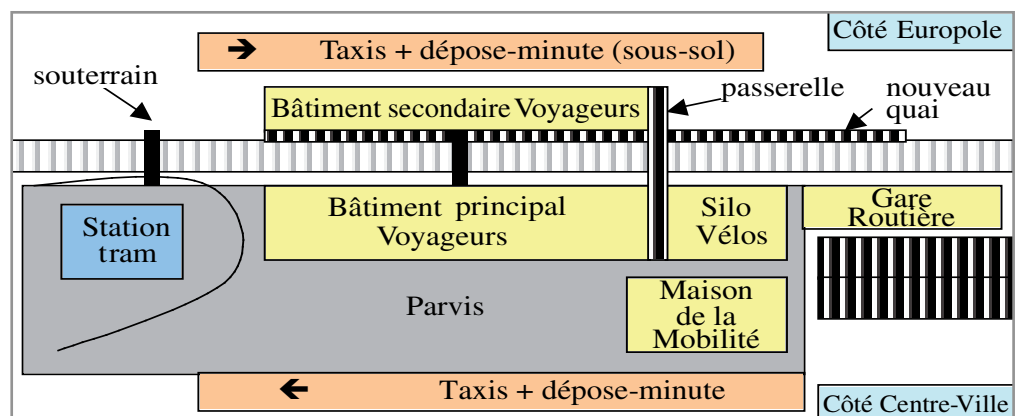 Côté Europole
➔ Taxis + dépose-minute (sous-sol)
souterrain
passerelle
nouveau
quai
Bâtiment secondaire Voyageurs
Bâtiment principal
Voyageurs
Silo
Vélos
Gare
Routière
Station
tram
Parvis
Maison
de la
Mobilité
← Taxis + dépose-minute
Côté Centre-Ville